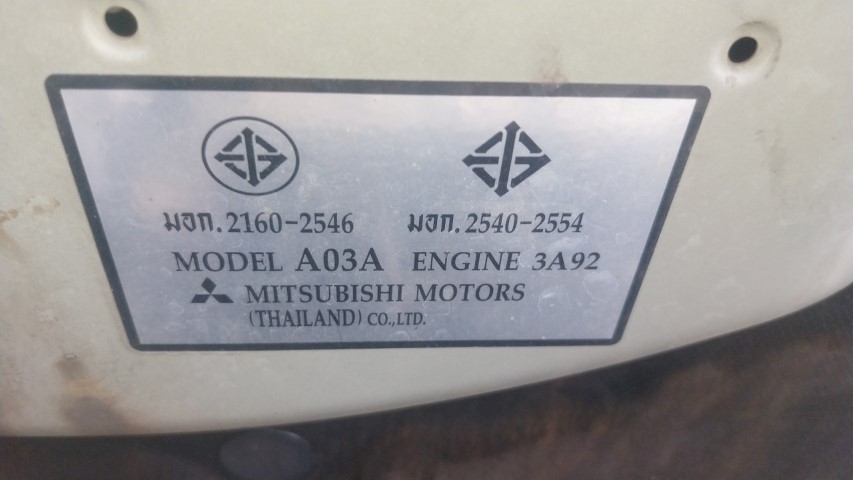 มอก.2160-2546 มอก.2540-2554
MODEL A03A ENGINE 3A92
MITSUBISHI MOTORS
(THAILAND) CO.,LTD.